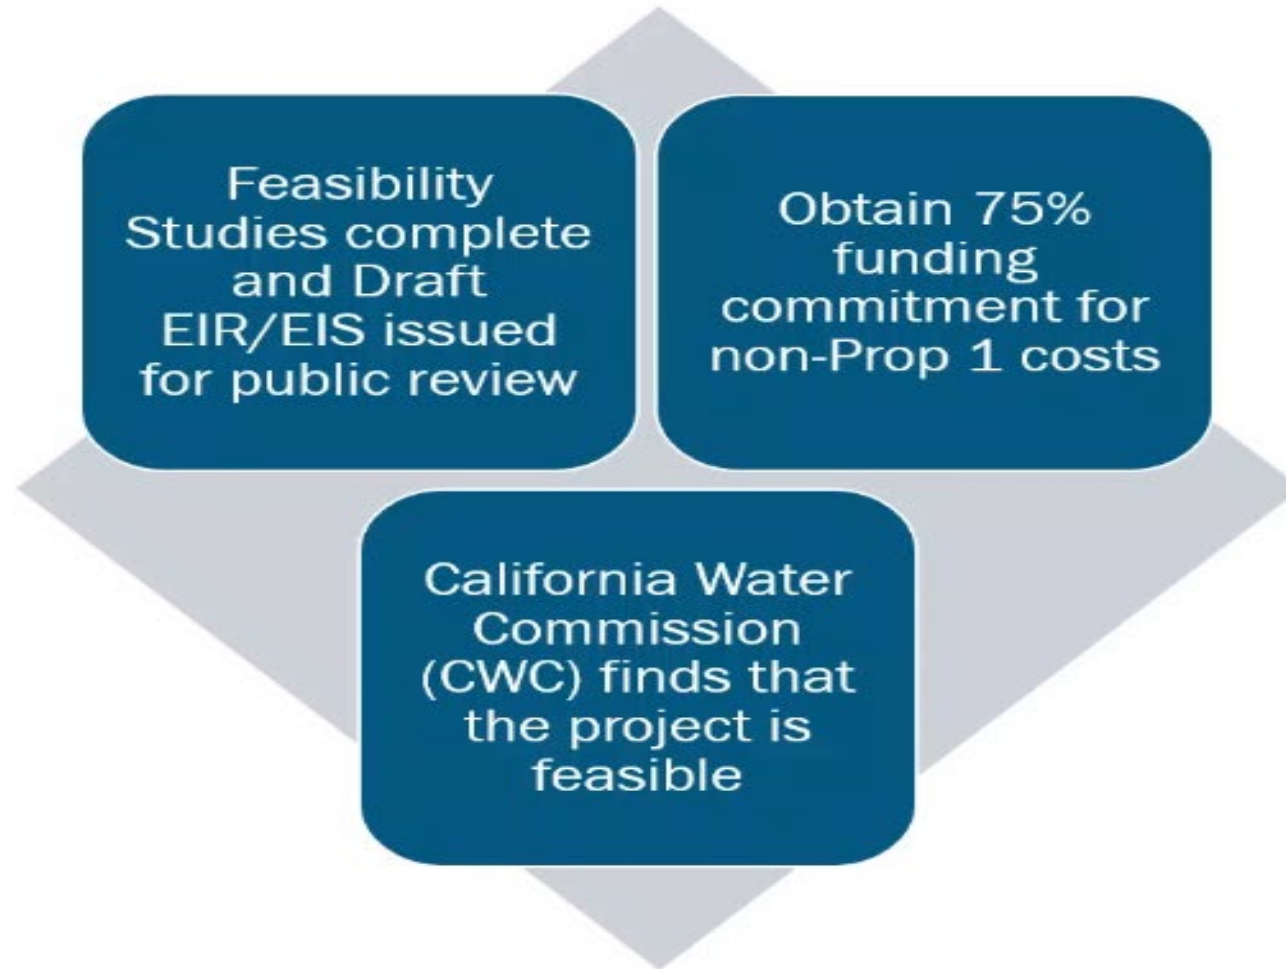 Feasibility
Studies complete
and Draft
EIR/EIS issued
for public review
Obtain 75%
funding
commitment for
non-Prop 1 costs
California Water
Commission
(CWC) finds that
the project is
feasible